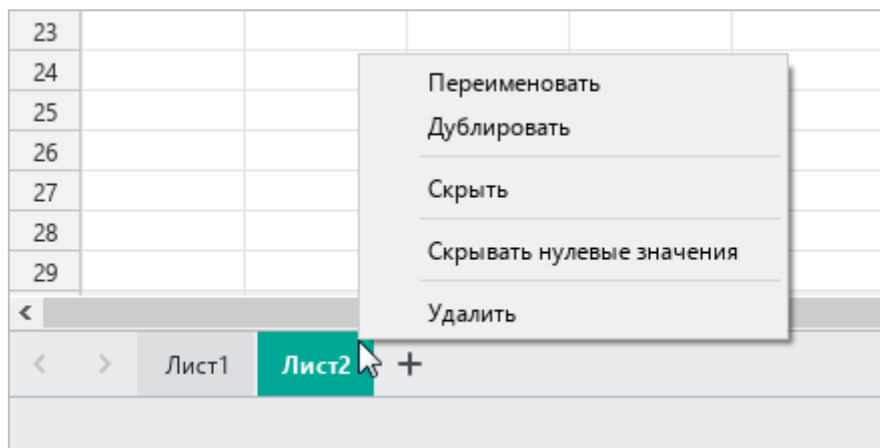 23
24
Переименовать
25
Дублировать
26
27
Скрыть
28
Скрывать нулевые значения
29
Удалить
< > Лист1 Лист2 +